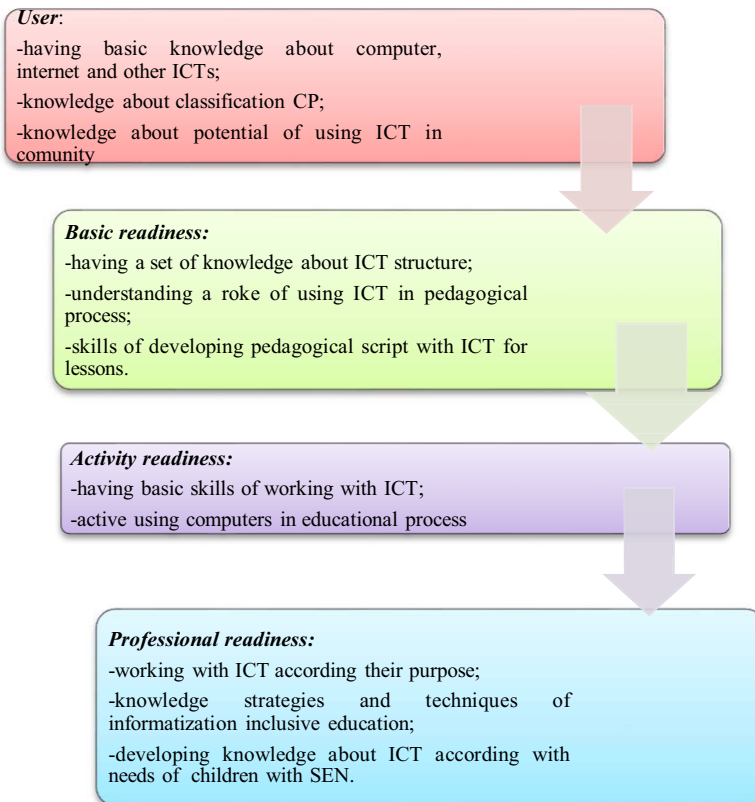 User:
-having basic knowledge about computer,
internet and other ICTs;
-knowledge about classification CP;
-knowledge about potential of using ICT in
comunity
Basic readiness:
-having a set of knowledge about ICT structure;
-understanding a roke of using ICT in pedagogical
process;
-skills of developing pedagogical script with ICT for
lessons.
Activity readiness:
-having basic skills of working with ICT;
-active using computers in educational process
Professional readiness:
-working with ICT according their purpose;
-knowledge strategies and techniques of
informatization inclusive education;
-developing knowledge about ICT according with
needs of children with SEN.